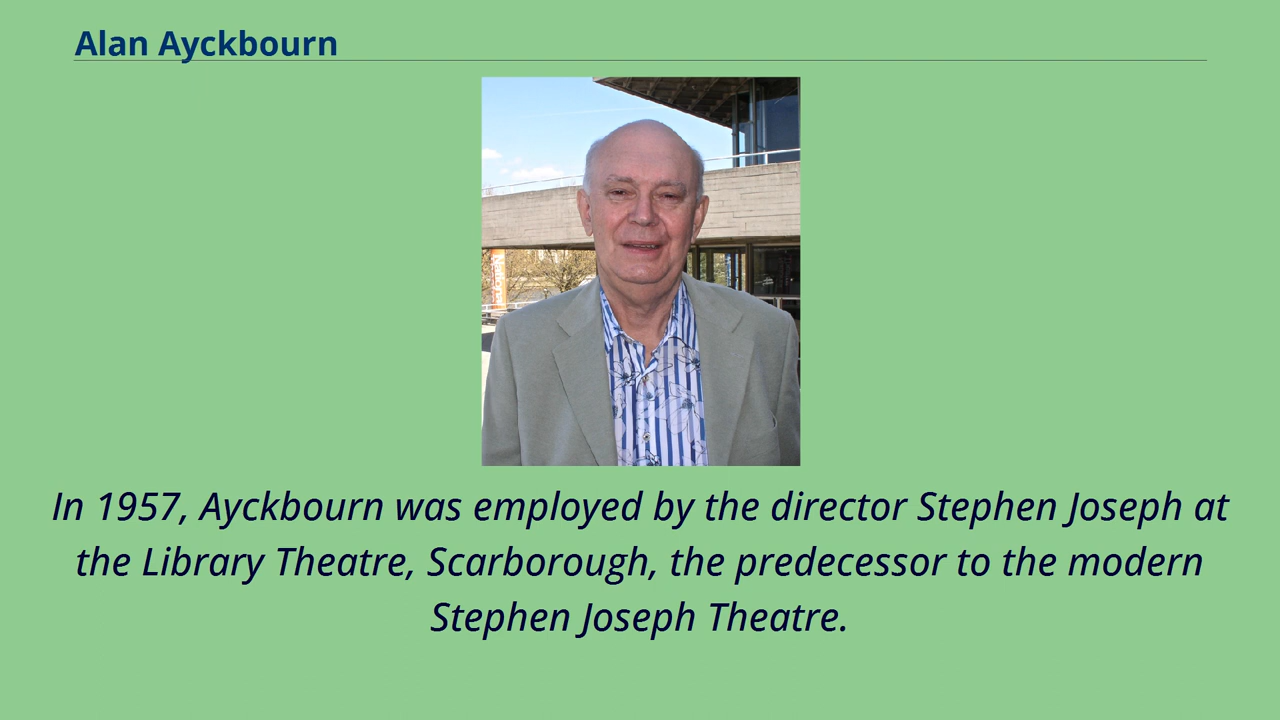 Alan Ayckbourn
In 1957, Ayckbourn was employed by the director Stephen Joseph at
the Library Theatre, Scarborough, the predecessor to the modern
Stephen Joseph Theatre.